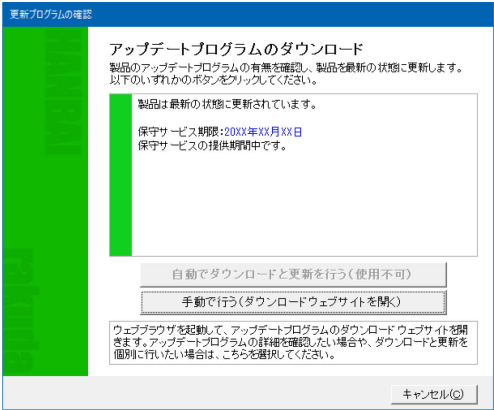 更新プログラムの確認
アップデートプログラムのダウンロード
製品のアップデートプログラムの有無を確認し、製品を最新の状態に更新します。
以下のいずれかのボタンをクリックしてください。
製品は最新の状態に更新されています。
保守サービス期限:20XX年XX月XX日
保守サービスの提供期間中です。
自動でダウンロードと更新を行う(使用不可)
手動で行う(ダウンロードウェブサイトを開く)
ウェブブラウザを起動して、アップデートプログラムのダウンロード ウェブサイトを開
きます。アップデートプログラムの詳細を確認したい場合や、ダウンロードと更新を
個別に行いたい場合は、こちらを選択してください。
キャンセル(C)
KANRAI
rakuda